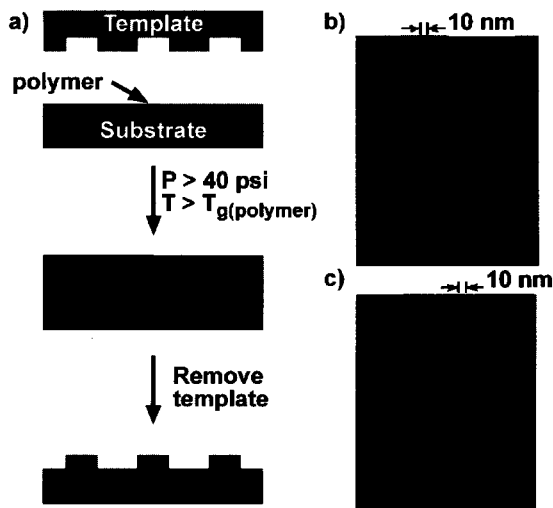 a)
Template
polymer
Substrate
P > 40 psi
T > Tg(polymer)
Remove
template
b)
10 nm
c)
10 nm